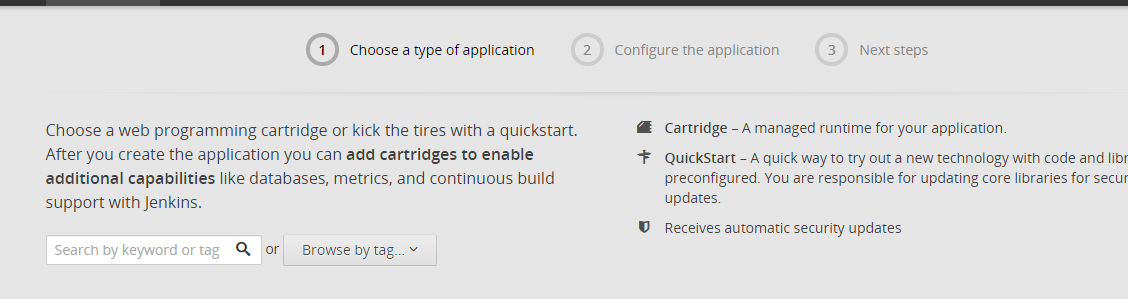 1 Choose a type of application 2 Configure the application 3 Next steps
Choose a web programming cartridge or kick the tires with a quickstart.
After you create the application you can add cartridges to enable
additional capabilities like databases, metrics, and continuous build
support with Jenkins.
Search by keyword or tag or Browse by tag...
Cartridge – A managed runtime for your application.
QuickStart – A quick way to try out a new technology with code and
preconfigured. You are responsible for updating core libraries for
updates.
Receives automatic security updates